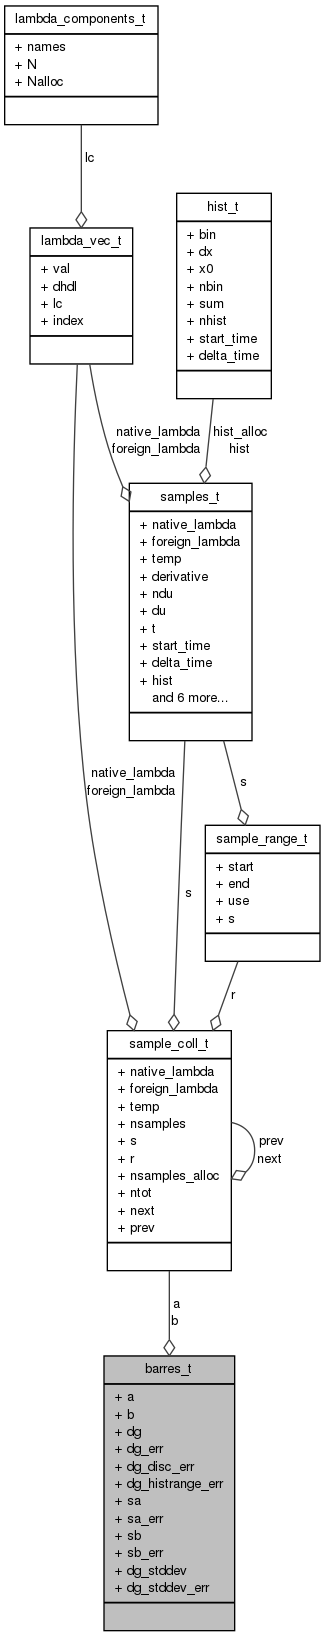 lambda_components_t
+ names
+ N
+ Nalloc
lc
lambda_vec_t
+ val
+ dhdl
+ lc
+ index
hist_t
+ bin
+ dx
+ x0
+ nbin
+ sum
+ nhist
+ start_time
+ delta_time
native_lambda
foreign_lambda
hist_alloc
hist
samples_t
+ native_lambda
+ foreign_lambda
+ temp
+ derivative
+ ndu
+ du
+ t
+ start_time
+ delta_time
+ hist
and 6 more...
native_lambda
foreign_lambda
s
s
sample_range_t
+ start
+ end
+ use
+ s
r
sample_coll_t
+ native_lambda
+ foreign_lambda
+ temp
+ nsamples
+ s
+ r
+ nsamples_alloc
+ ntot
+ next
+ prev
prev
next
a
b
barres_t
+ a
+ b
+ dg
+ dg_err
+ dg_disc_err
+ dg_histrange_err
+ sa
+ sa_err
+ sb
+ sb_err
+ dg_stddev
+ dg_stddev_err